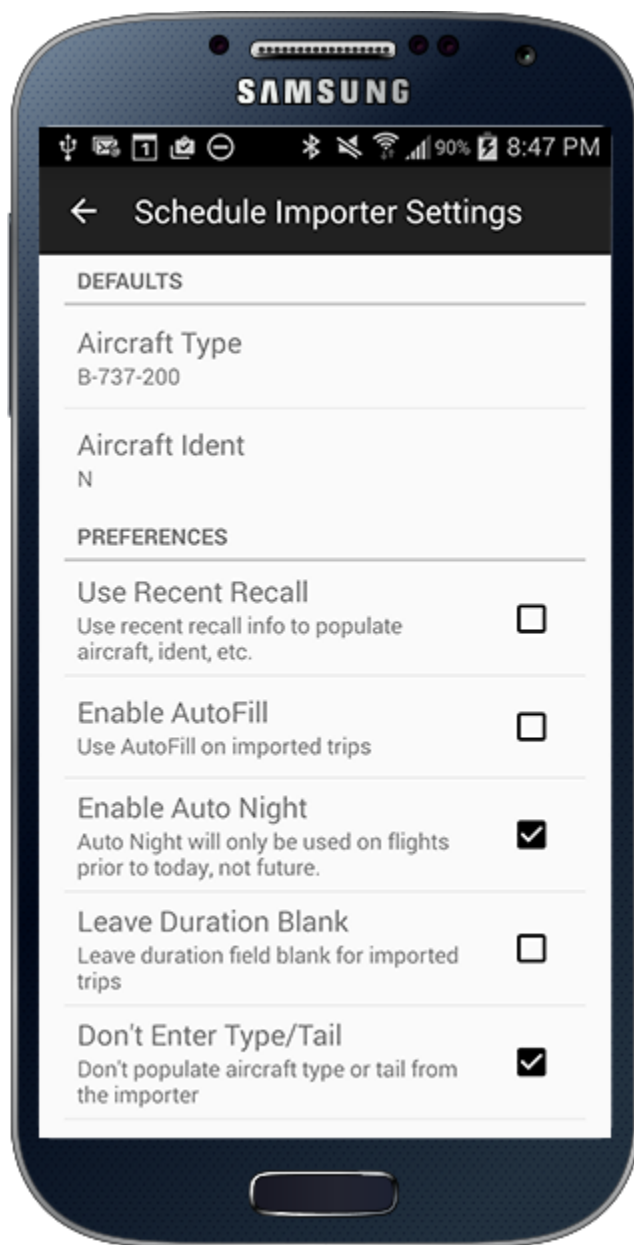 SAMSUNG
1 90% 8:47 PM
Schedule Importer Settings
DEFAULTS
Aircraft Type
B-737-200
Aircraft Ident
N
PREFERENCES
Use Recent Recall
Use recent recall info to populate
aircraft, ident, etc.
Enable AutoFill
Use AutoFill on imported trips
Enable Auto Night
Auto Night will only be used on flights
prior to today, not future.
Leave Duration Blank
Leave duration field blank for imported
trips
Don't Enter Type/Tail
Don't populate aircraft type or tail from
the importer